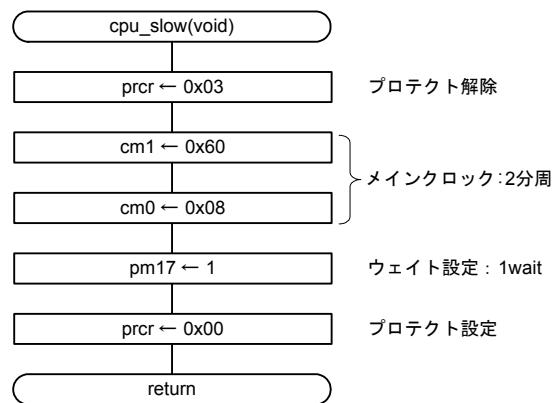 cpu_slow(void)
prcr ← 0x03 プロテクト解除
cm1 ← 0x60
メインクロック:2分周
cm0 ← 0x08
pm17 ← 1 ウェイト設定:1wait
prcr ← 0x00 プロテクト設定
return